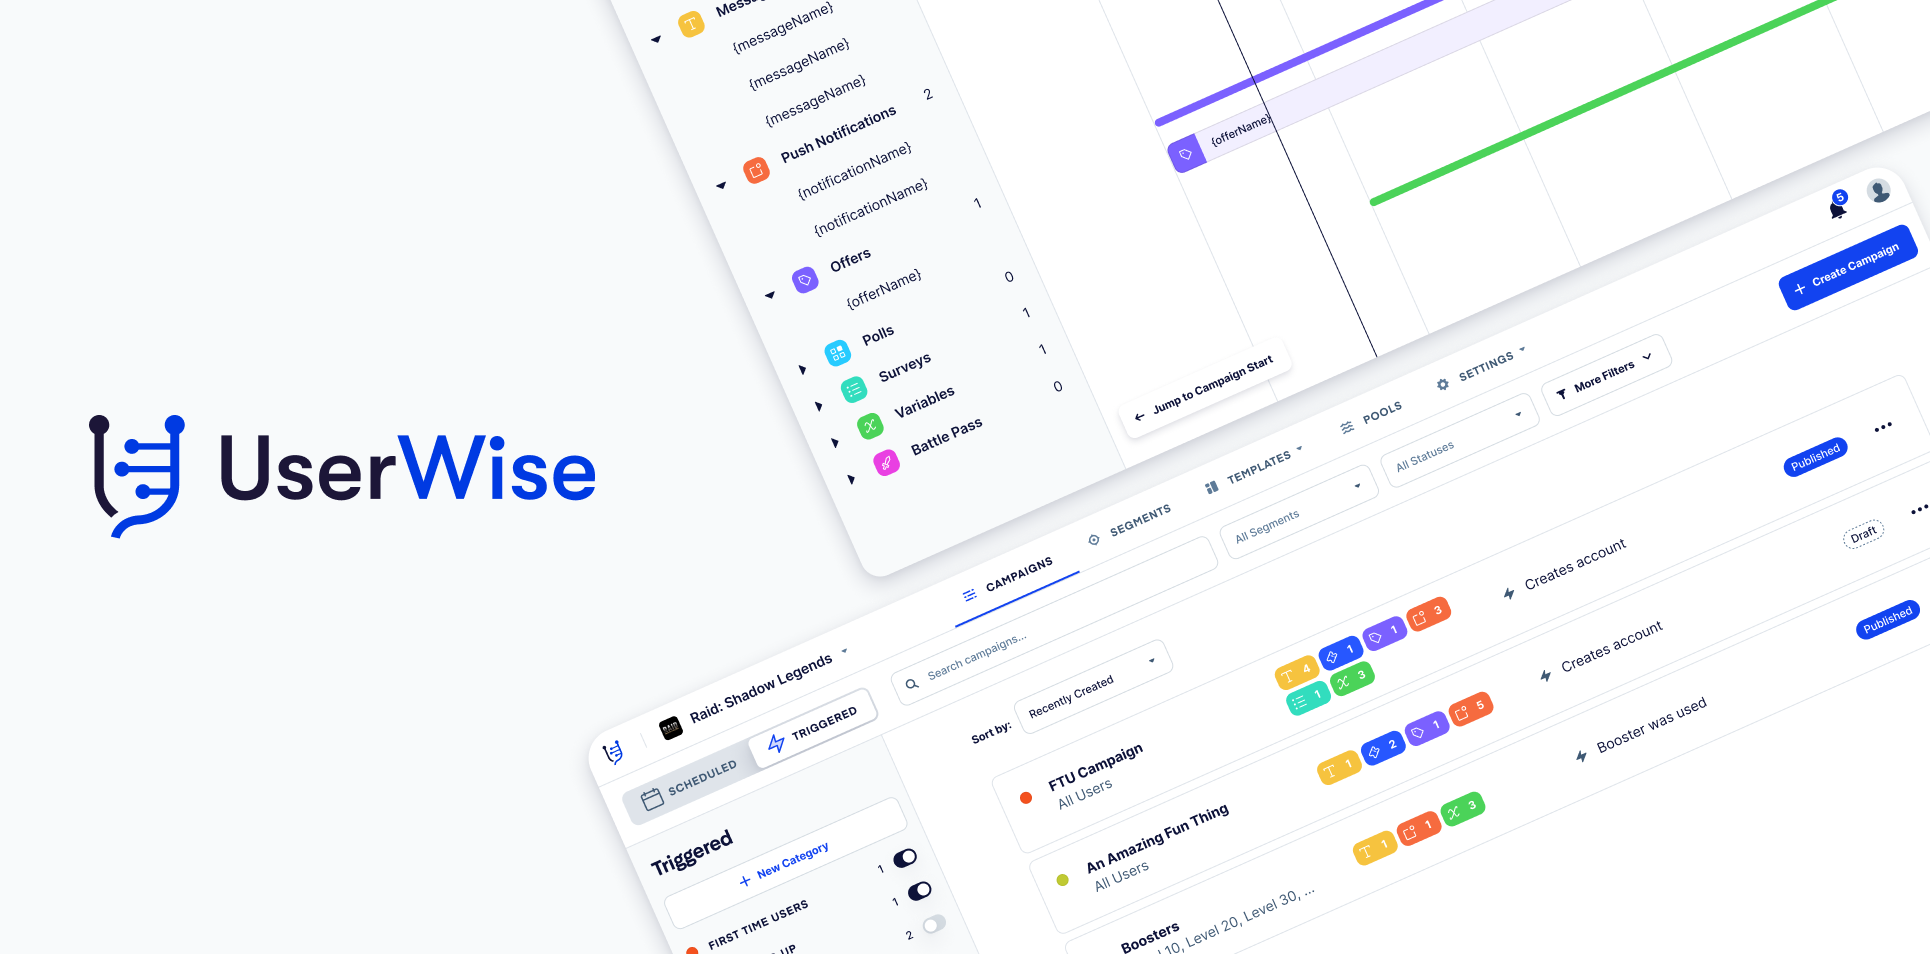 UserWise
{messageName}
{messageName}
{messageName}
Push Notifications 2
{notificationName}
{notificationName}
Offers 1
{offerName}
Polls 0
Surveys 1
Variables 1
Battle Pass 0
{offerName}
Jump to Campaign Start
5
Create Campaign
Raid: Shadow Legends
CAMPAIGNS
SEGMENTS
TEMPLATES
POOLS
SETTINGS
SCHEDULED
TRIGGERED
Search campaigns...
All Segments
All Statuses
More Filters
Triggered
New Category
FIRST TIME USERS 1
1
UP 2
Sort by: Recently Created
FTU Campaign
All Users
4 1 1 3
1 3
Creates account
Published
An Amazing Fun Thing
All Users
1 2 1 5
Creates account
Draft
Boosters
10, Level 20, Level 30, ...
1 1 3
Booster was used
Published